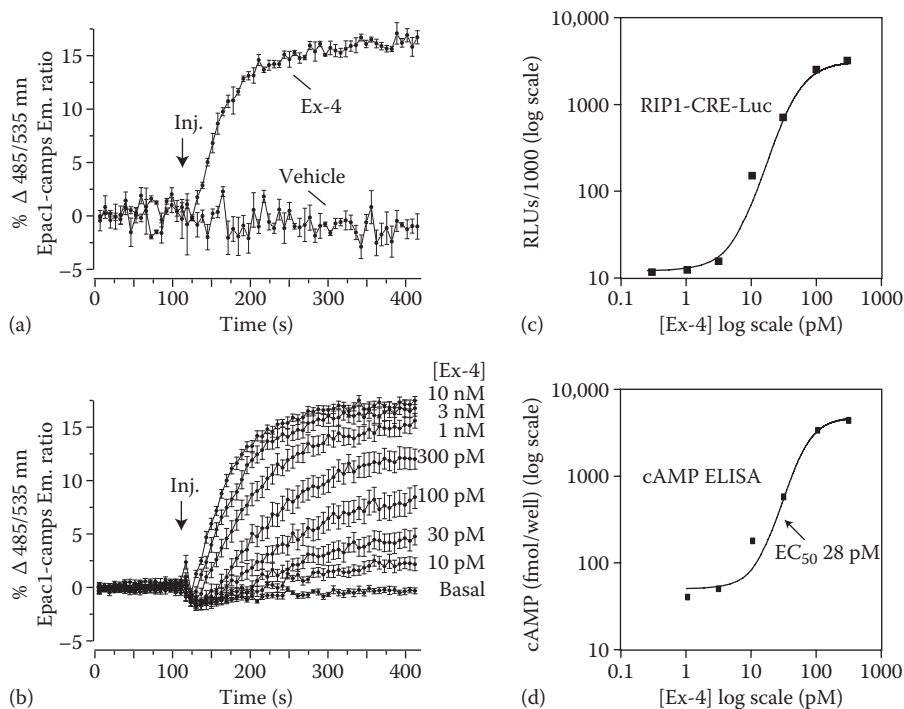 15
10
5
0
−5
% Δ 485/535 mn
Epac1-camps Em. ratio
Inj.
Ex-4
Vehicle
0 100 200 300 400
Time (s)
(a)
10,000
1000
100
10
RLUs/1000 (log scale)
RIP1-CRE-Luc
0.1 1.0 10 100 1000
[Ex-4] log scale (pM)
(c)
15
10
5
0
−5
% Δ 485/535 mn
Epac1-camps Em. ratio
Inj.
[Ex-4]
10 nM
3 nM
1 nM
300 pM
100 pM
30 pM
10 pM
Basal
0 100 200 300 400
Time (s)
(b)
10,000
1000
100
10
cAMP (fmol/well) (log scale)
cAMP ELISA
EC50 28 pM
0.1 1.0 10 100 1000
[Ex-4] log scale (pM)
(d)